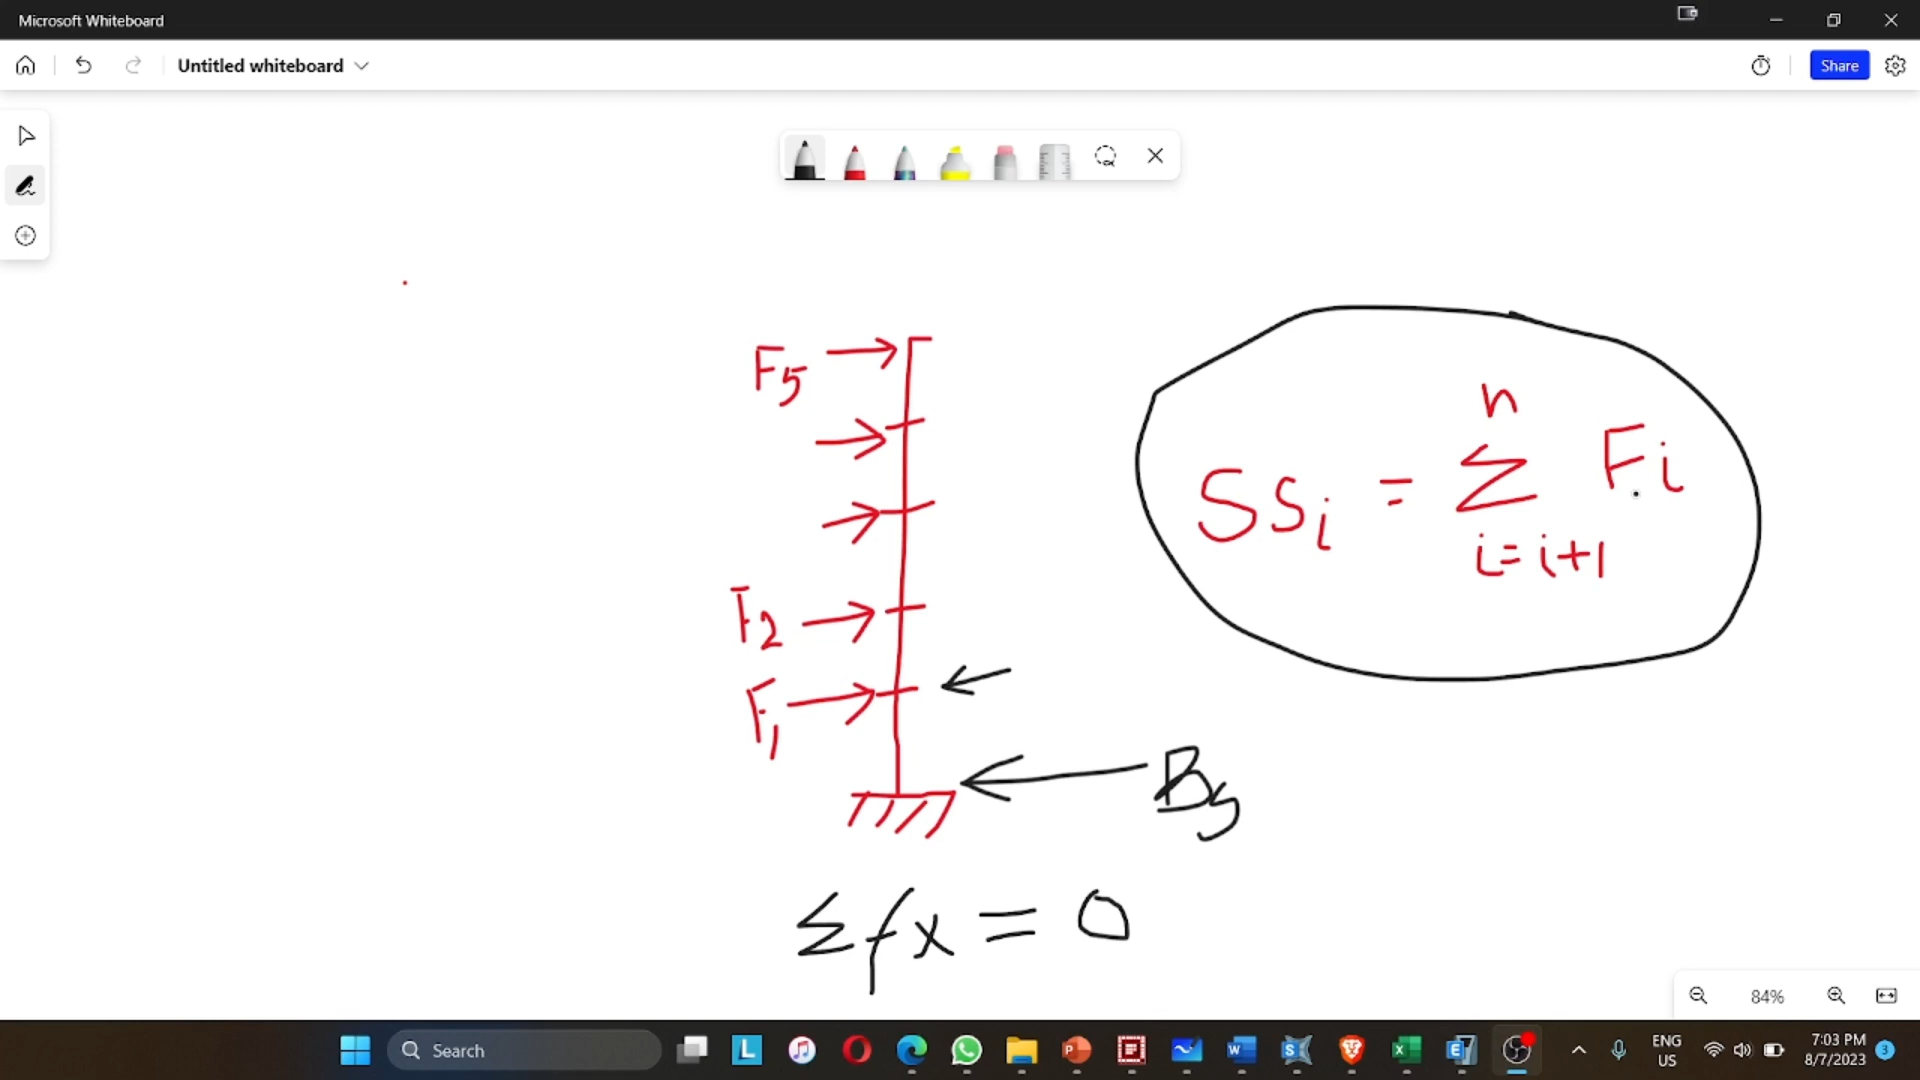 Microsoft Whiteboard
Untitled whiteboard
Share
F5
n
SSi = Σ Fi
i=i+1
F2
F1
Bs
Σfx = 0
84%
L
Search
ENG
US
7:03 PM
8/7/2023
3